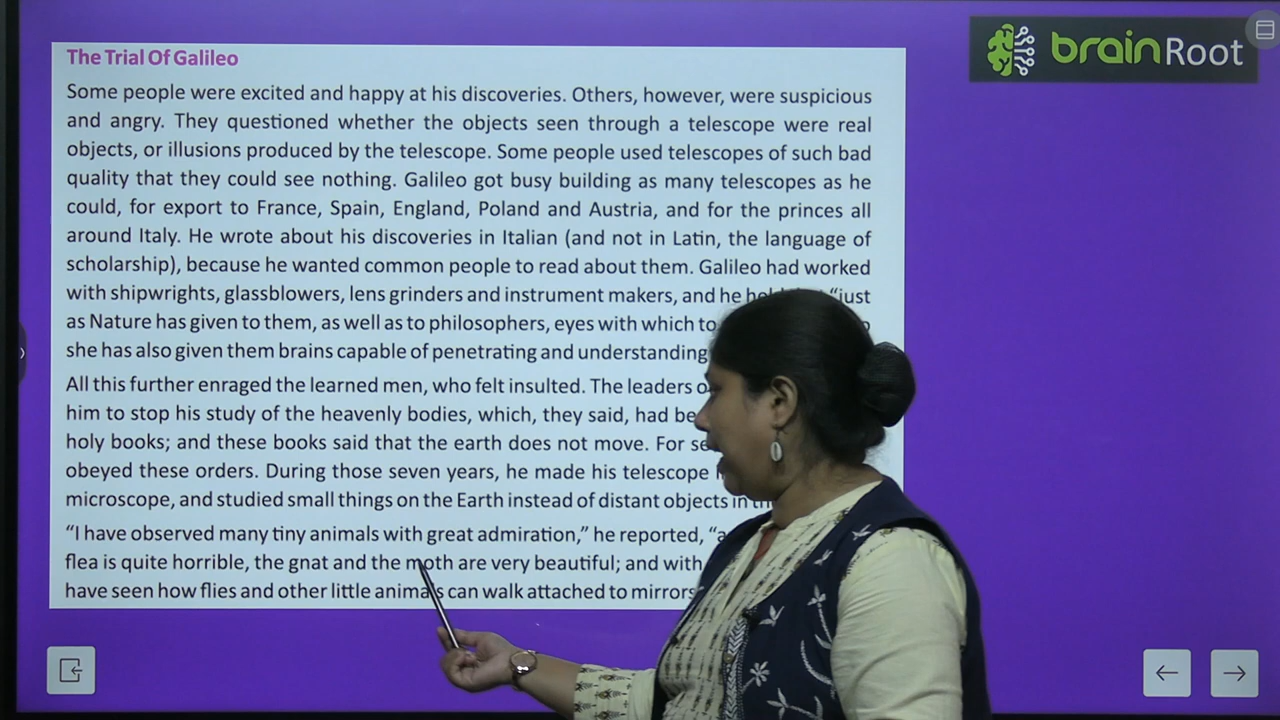 The Trial Of Galileo
brainRoot
Some people were excited and happy at his discoveries. Others, however, were suspicious
and angry. They questioned whether the objects seen through a telescope were real
objects, or illusions produced by the telescope. Some people used telescopes of such bad
quality that they could see nothing. Galileo got busy building as many telescopes as he
could, for export to France, Spain, England, Poland and Austria, and for the princes all
around Italy. He wrote about his discoveries in Italian (and not in Latin, the language of
scholarship), because he wanted common people to read about them. Galileo had worked
with shipwrights, glassblowers, lens grinders and instrument makers, and he “just
as Nature has given to them, as well as to philosophers, eyes with which to
she has also given them brains capable of penetrating and understanding
All this further enraged the learned men, who felt insulted. The leaders
him to stop his study of the heavenly bodies, which, they said, had
holy books; and these books said that the earth does not move. For
obeyed these orders. During those seven years, he made his telescope
microscope, and studied small things on the Earth instead of distant objects in
“I have observed many tiny animals with great admiration,” he reported,
flea is quite horrible, the gnat and the moth are very beautiful; and with
have seen how flies and other little animals can walk attached to mirrors